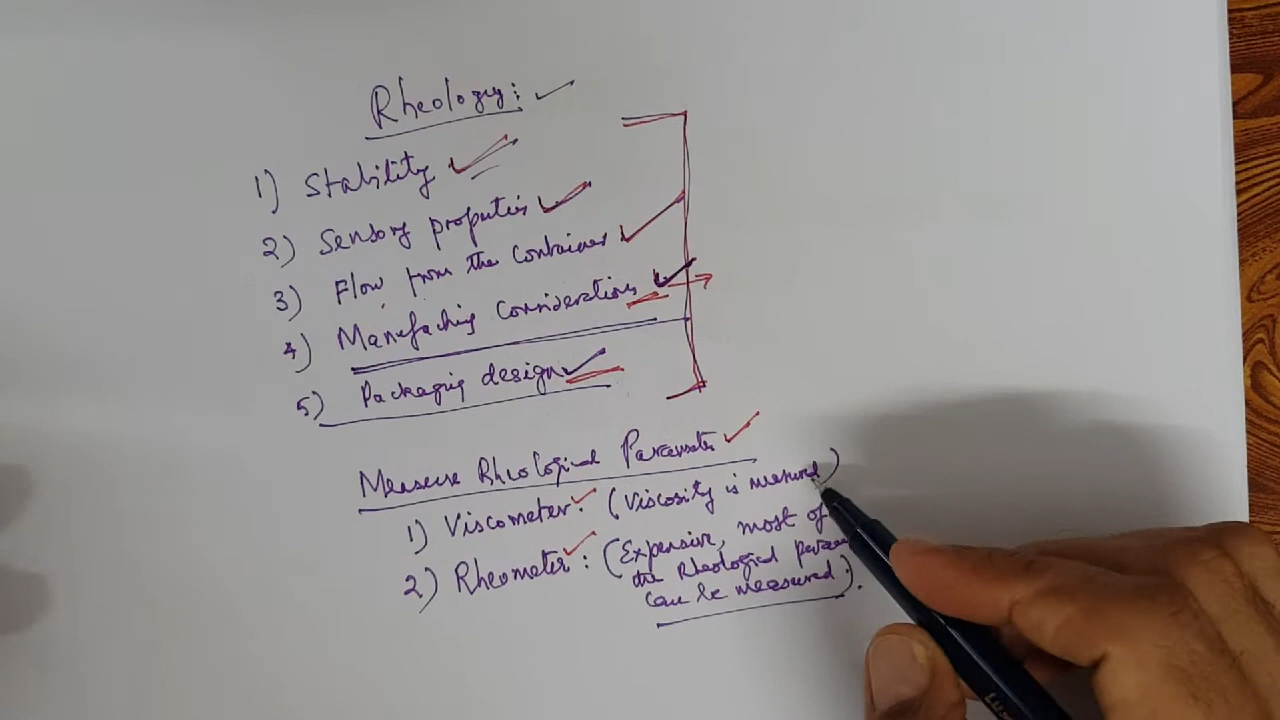 Rheology:
1) Stability
2) Sensory properties
3) Flow from the container
4) Manufacturing Considerations
5) Packaging design
Measure Rheological Parameter
1) Viscometer: (Viscosity is measured)
2) Rheometer: (Expensive, most of
the Rheological
can be measured).